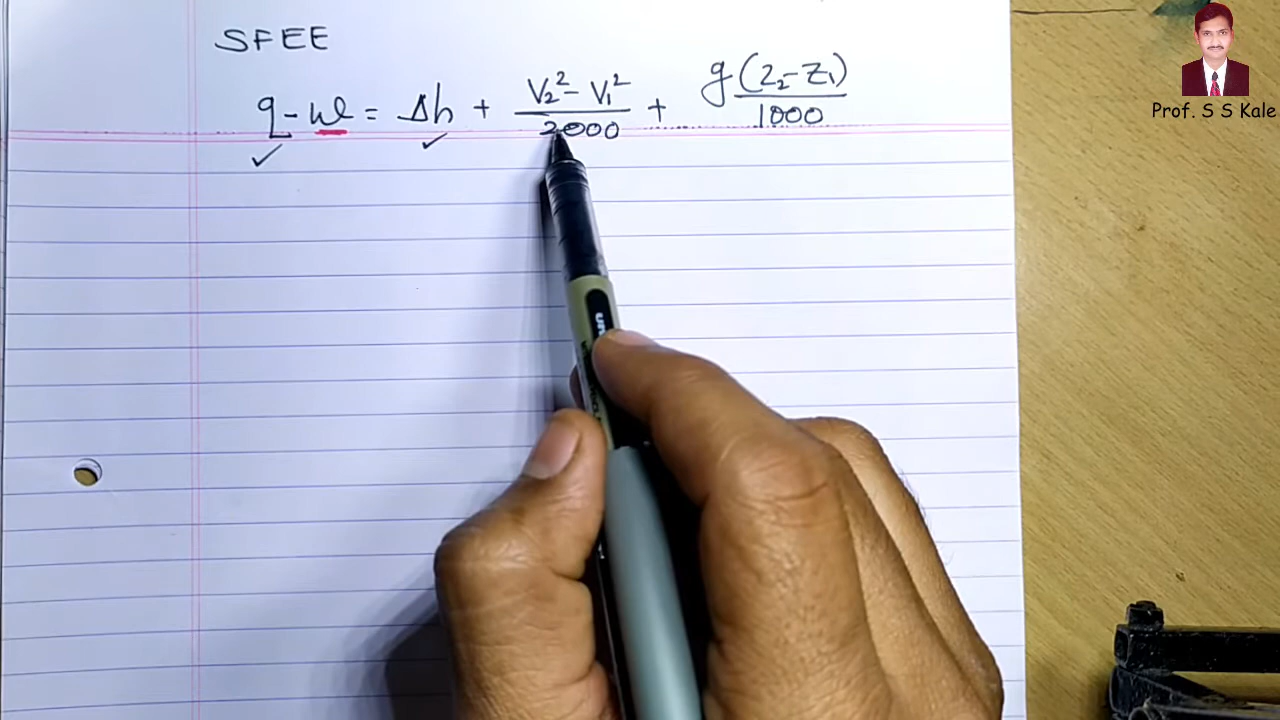 SFEE
q - w = Δh + V₂² - V₁² / 2000 + g(Z₂ - Z₁) / 1000
Prof. S S Kale